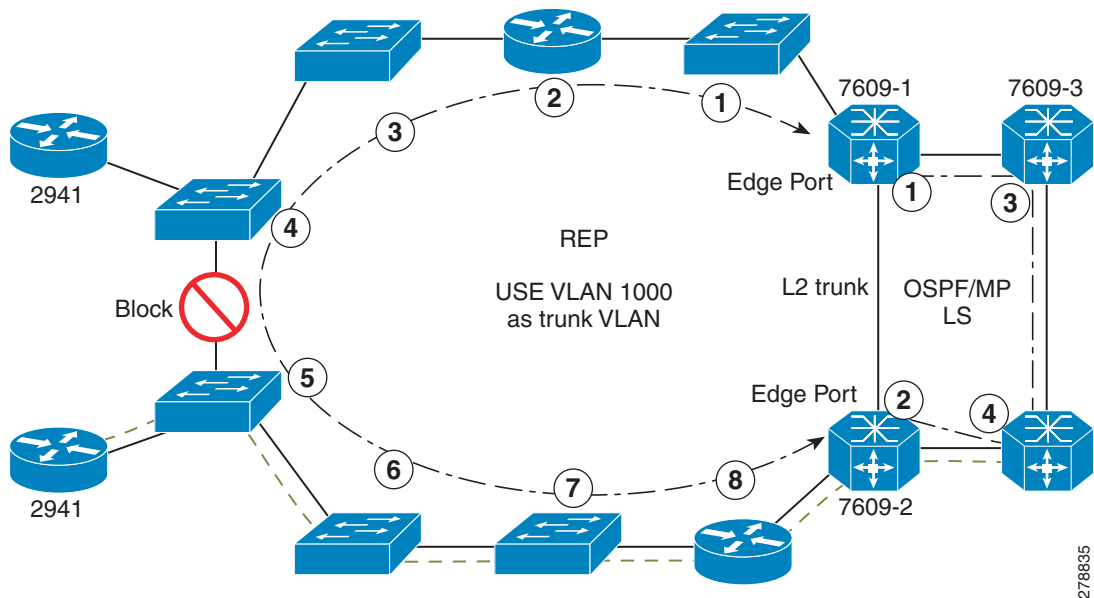 7609-1
7609-3
1
2
3
2941
4
Edge Port
1
3
REP
USE VLAN 1000
as trunk VLAN
L2 trunk
OSPF/MP
LS
Block
5
Edge Port
2
4
6
7
8
2941
7609-2
278835